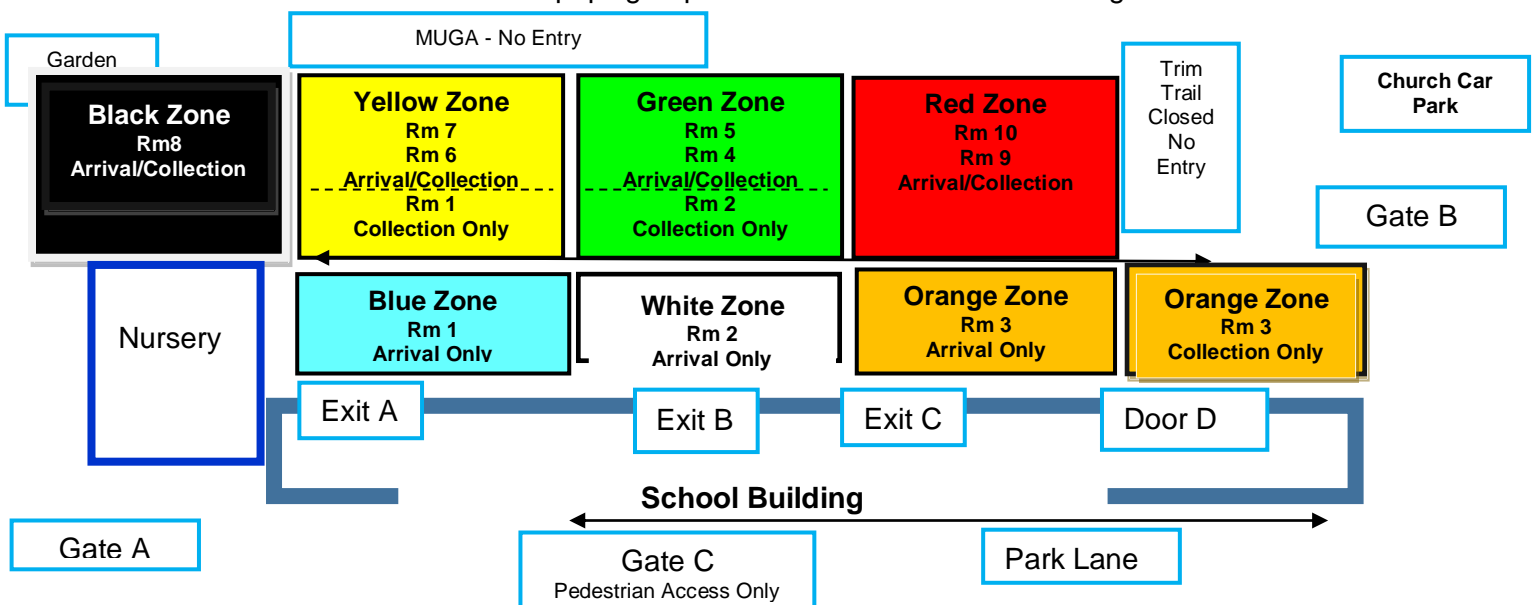 MUGA - No Entry
Garden
Black Zone
Rm8
Arrival/Collection
Yellow Zone
Rm 7
Rm 6
Arrival/Collection
Rm 1
Collection Only
Green Zone
Rm 5
Rm 4
Arrival/Collection
Rm 2
Collection Only
Red Zone
Rm 10
Rm 9
Arrival/Collection
Trim
Trail
Closed
No
Entry
Church Car
Park
Gate B
Nursery
Blue Zone
Rm 1
Arrival Only
White Zone
Rm 2
Arrival Only
Orange Zone
Rm 3
Arrival Only
Orange Zone
Rm 3
Collection Only
Exit A
Exit B
Exit C
Door D
School Building
Gate A
Gate C
Pedestrian Access Only
Park Lane